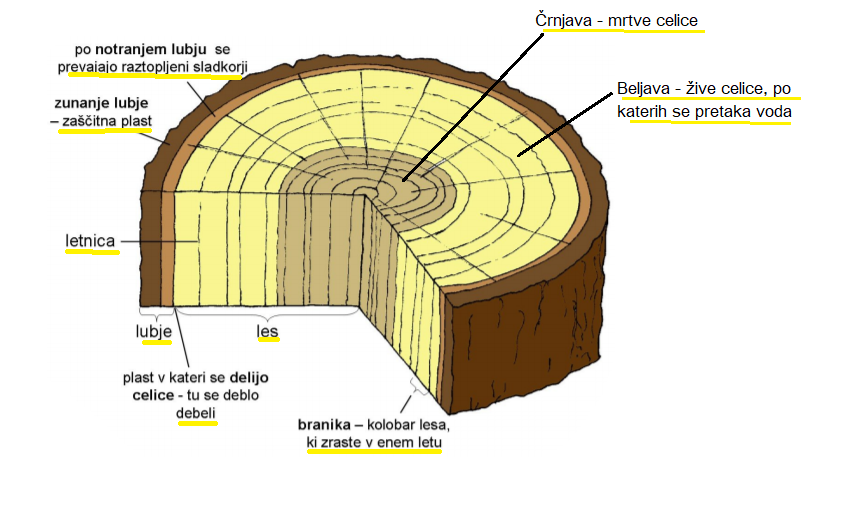 Črnjava - mrtve celice
po notranjem lubju se
prevajajo raztopljeni sladkorji
zunanje lubje
– zaščitna plast
Beljava - žive celice, po
katerih se pretaka voda
letnica
lubje
les
plast v kateri se delijo
celice - tu se deblo
debeli
branika – kolobar lesa,
ki zraste v enem letu